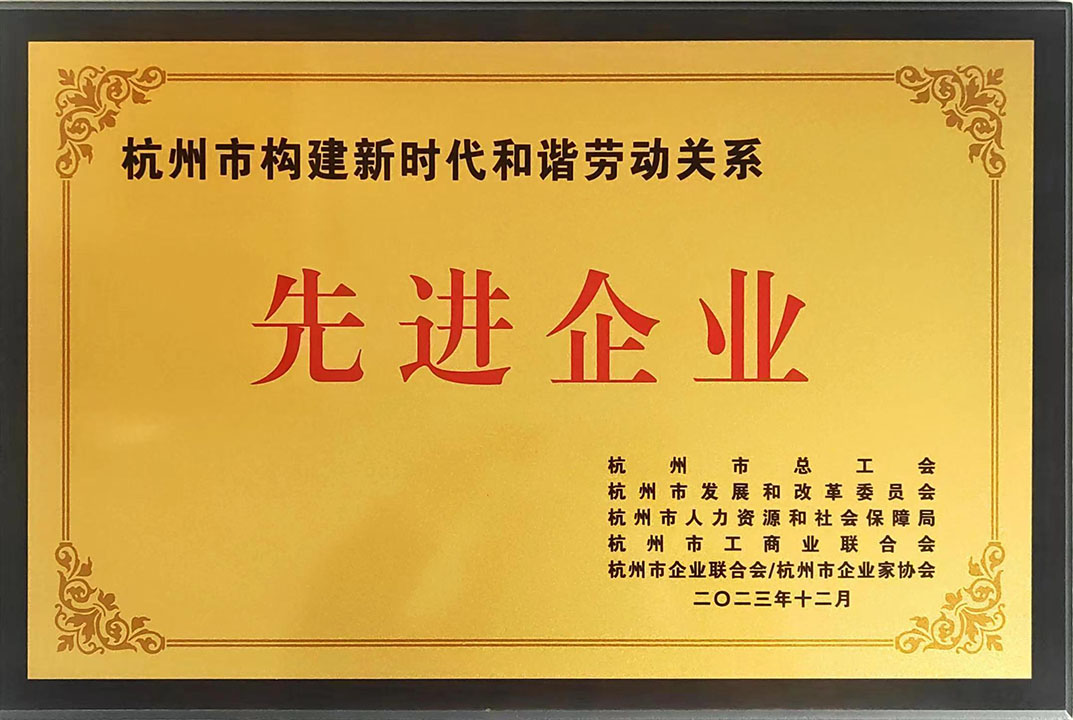 杭州市构建新时代和谐劳动关系
先进企业
杭州市总工会
杭州市发展和改革委员会
杭州市人力资源和社会保障局
杭州市工商业联合会
杭州市企业联合会/杭州市企业家协会
二〇二三年十二月